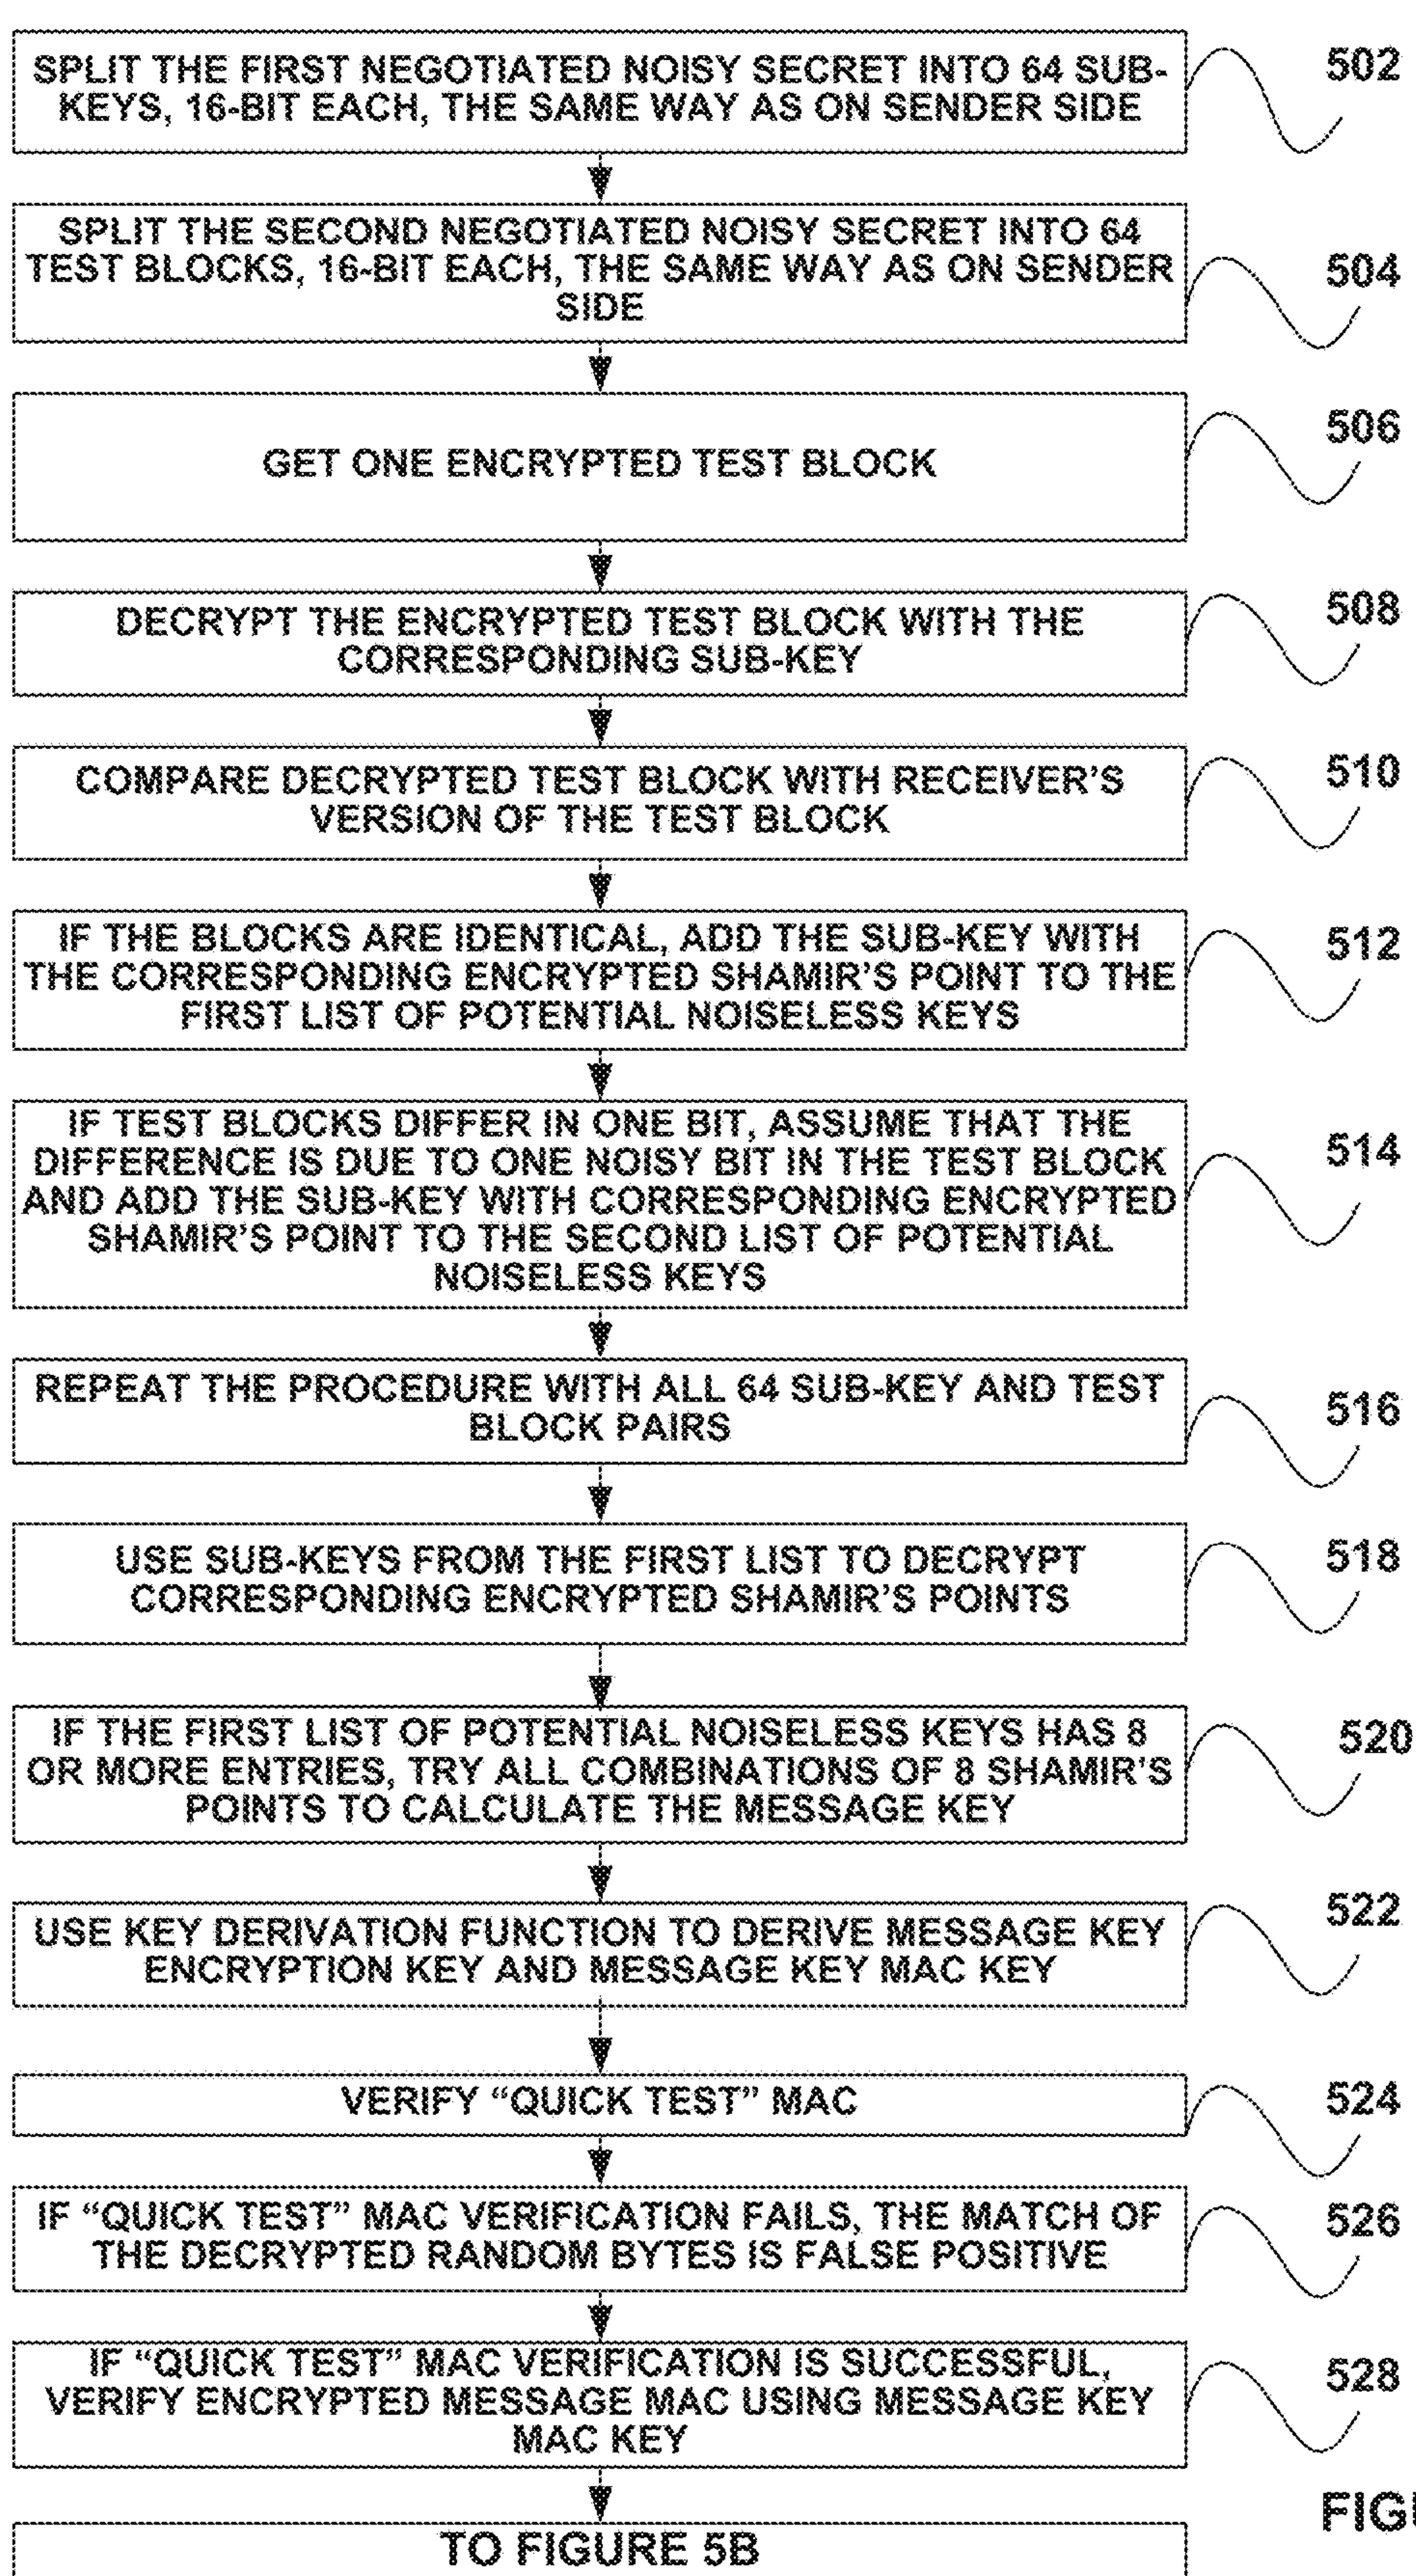 SPLIT THE FIRST NEGOTIATED NOISY SECRET INTO 64 SUB-
KEYS, 16-BIT EACH, THE SAME WAY AS ON SENDER SIDE
502
SPLIT THE SECOND NEGOTIATED NOISY SECRET INTO 64
TEST BLOCKS, 16-BIT EACH, THE SAME WAY AS ON SENDER
SIDE
504
GET ONE ENCRYPTED TEST BLOCK
506
DECRYPT THE ENCRYPTED TEST BLOCK WITH THE
CORRESPONDING SUB-KEY
508
COMPARE DECRYPTED TEST BLOCK WITH RECEIVER'S
VERSION OF THE TEST BLOCK
510
IF THE BLOCKS ARE IDENTICAL, ADD THE SUB-KEY WITH
THE CORRESPONDING ENCRYPTED SHAMIR'S POINT TO THE
FIRST LIST OF POTENTIAL NOISELESS KEYS
512
IF TEST BLOCKS DIFFER IN ONE BIT, ASSUME THAT THE
DIFFERENCE IS DUE TO ONE NOISY BIT IN THE TEST BLOCK
AND ADD THE SUB-KEY WITH CORRESPONDING ENCRYPTED
SHAMIR'S POINT TO THE SECOND LIST OF POTENTIAL
NOISELESS KEYS
514
REPEAT THE PROCEDURE WITH ALL 64 SUB-KEY AND TEST
BLOCK PAIRS
516
USE SUB-KEYS FROM THE FIRST LIST TO DECRYPT
CORRESPONDING ENCRYPTED SHAMIR'S POINTS
518
IF THE FIRST LIST OF POTENTIAL NOISELESS KEYS HAS 8
OR MORE ENTRIES, TRY ALL COMBINATIONS OF 8 SHAMIR'S
POINTS TO CALCULATE THE MESSAGE KEY
520
USE KEY DERIVATION FUNCTION TO DERIVE MESSAGE KEY
ENCRYPTION KEY AND MESSAGE KEY MAC KEY
522
VERIFY “QUICK TEST” MAC
524
IF “QUICK TEST” MAC VERIFICATION FAILS, THE MATCH OF
THE DECRYPTED RANDOM BYTES IS FALSE POSITIVE
526
IF “QUICK TEST” MAC VERIFICATION IS SUCCESSFUL,
VERIFY ENCRYPTED MESSAGE MAC USING MESSAGE KEY
MAC KEY
528
TO FIGURE 5B